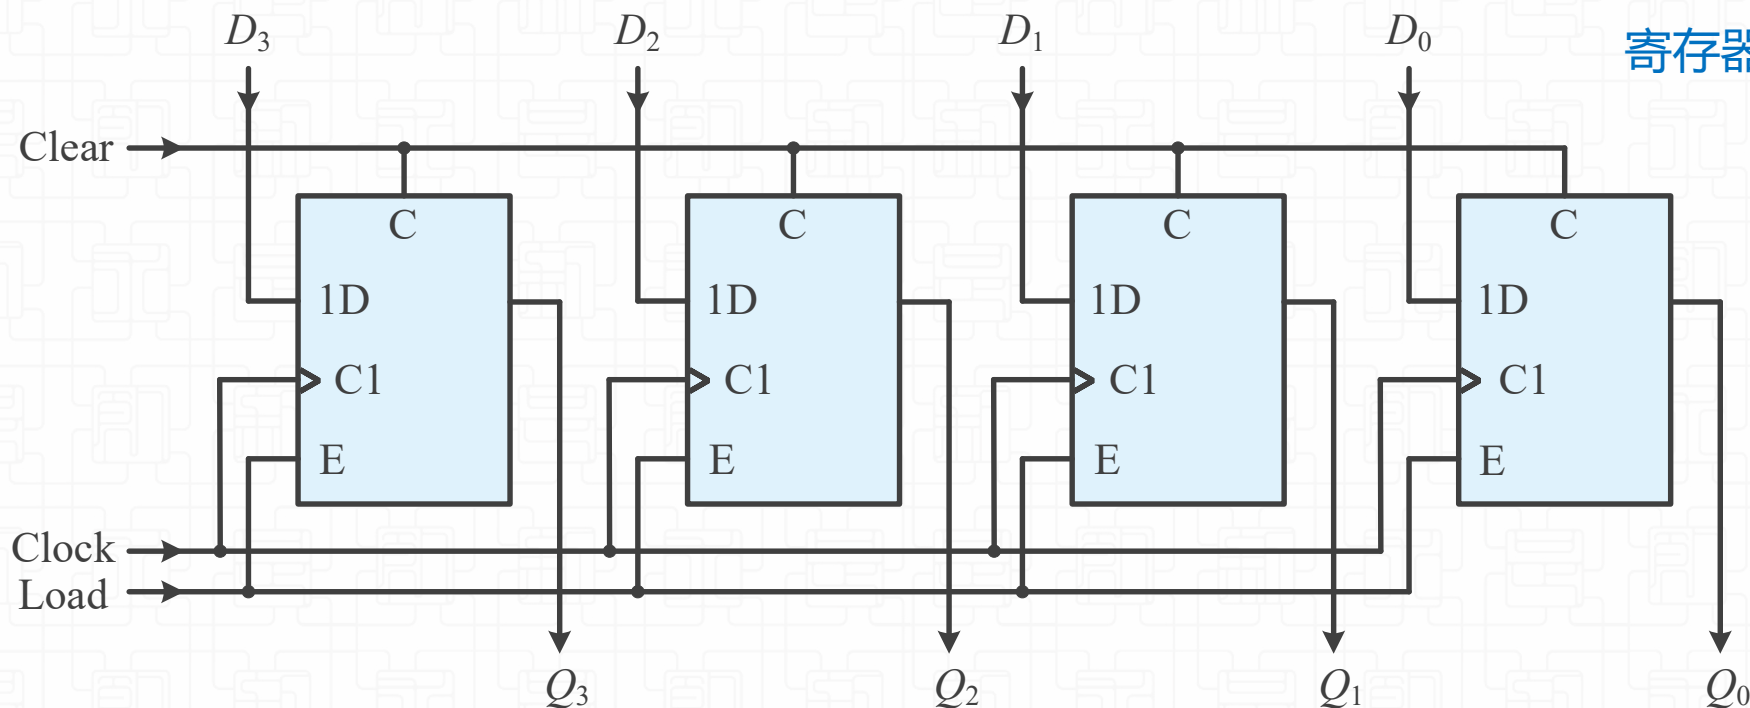 D₃ D₂ D₁ D₀
寄存器
Clear
C C C C
1D 1D 1D 1D
C1 C1 C1 C1
E E E E
Clock
Load
Q₃ Q₂ Q₁ Q₀